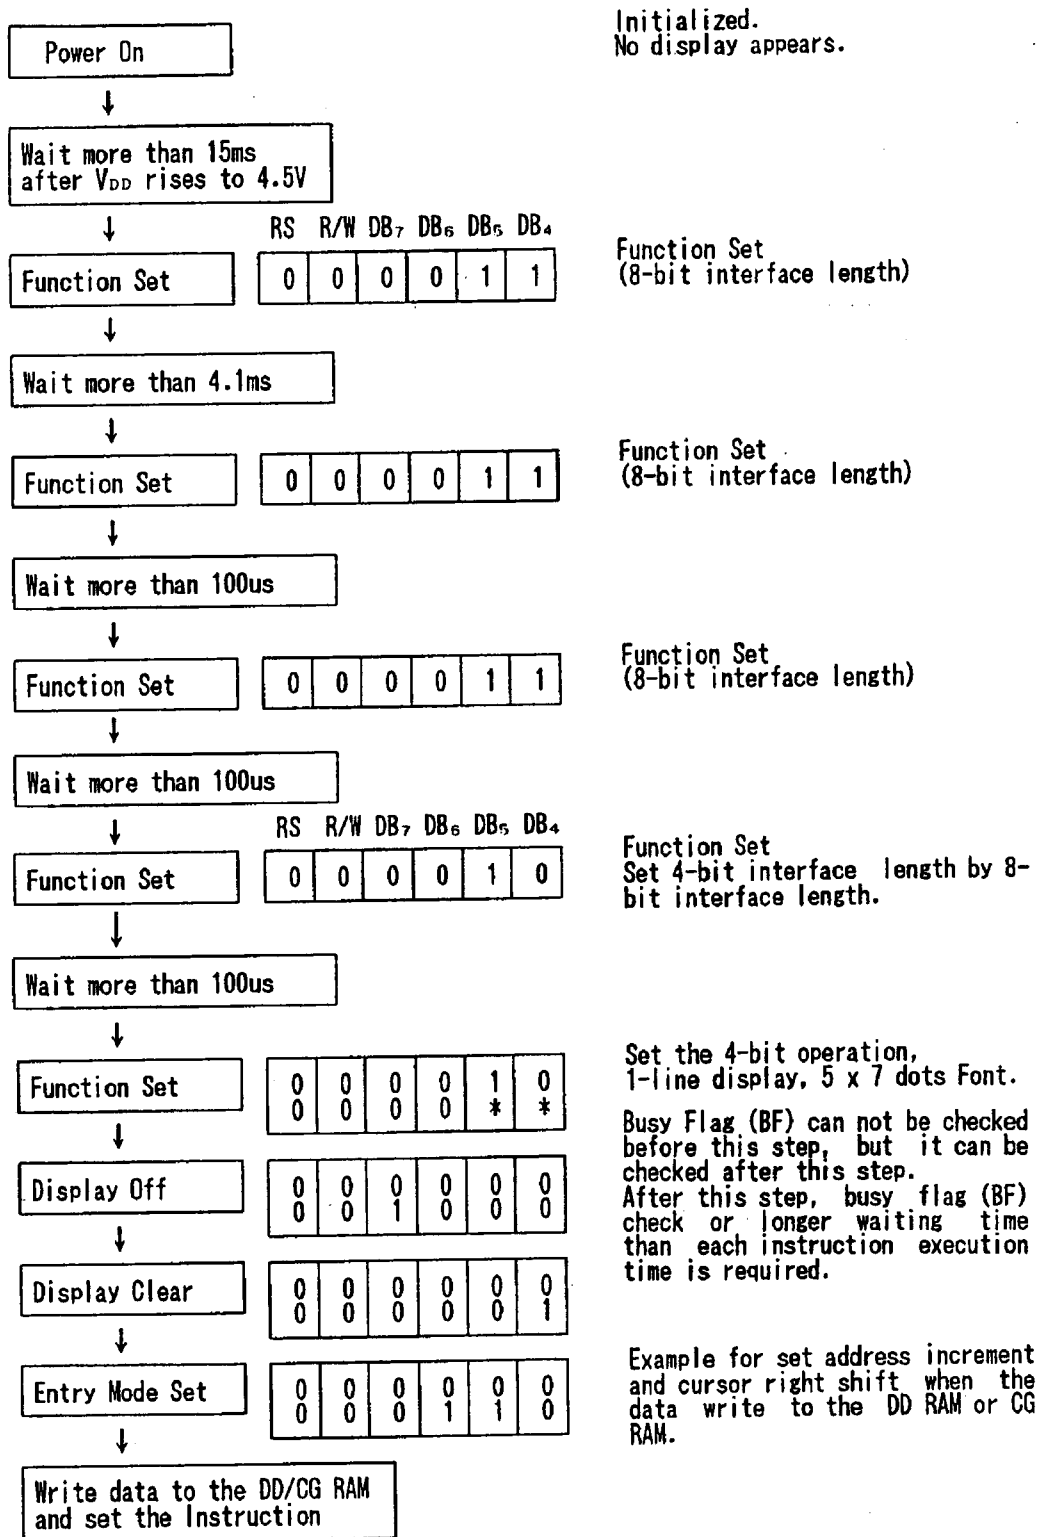 Power On
Initialized.
No display appears.
↓
Wait more than 15ms
after VDD rises to 4.5V
↓
RS R/W DB7 DB6 DB5 DB4
Function Set
0 0 0 0 1 1
Function Set
(8-bit interface length)
↓
Wait more than 4.1ms
↓
Function Set
0 0 0 0 1 1
Function Set
(8-bit interface length)
↓
Wait more than 100us
↓
Function Set
0 0 0 0 1 1
Function Set
(8-bit interface length)
↓
Wait more than 100us
↓
RS R/W DB7 DB6 DB5 DB4
Function Set
0 0 0 0 1 0
Function Set
Set 4-bit interface length by 8-
bit interface length.
↓
Wait more than 100us
↓
Function Set
0 0 0 0 1 0
0 0 0 0 * *
Set the 4-bit operation,
1-line display, 5 x 7 dots Font.
↓
Display Off
0 0 0 0 0 0
0 0 1 0 0 0
Busy Flag (BF) can not be checked
before this step, but it can be
checked after this step.
After this step, busy flag (BF)
check or longer waiting time
than each instruction execution
time is required.
↓
Display Clear
0 0 0 0 0 0
0 0 0 0 0 1
↓
Entry Mode Set
0 0 0 0 0 0
0 0 0 1 1 0
Example for set address increment
and cursor right shift when the
data write to the DD RAM or CG
RAM.
↓
Write data to the DD/CG RAM
and set the Instruction